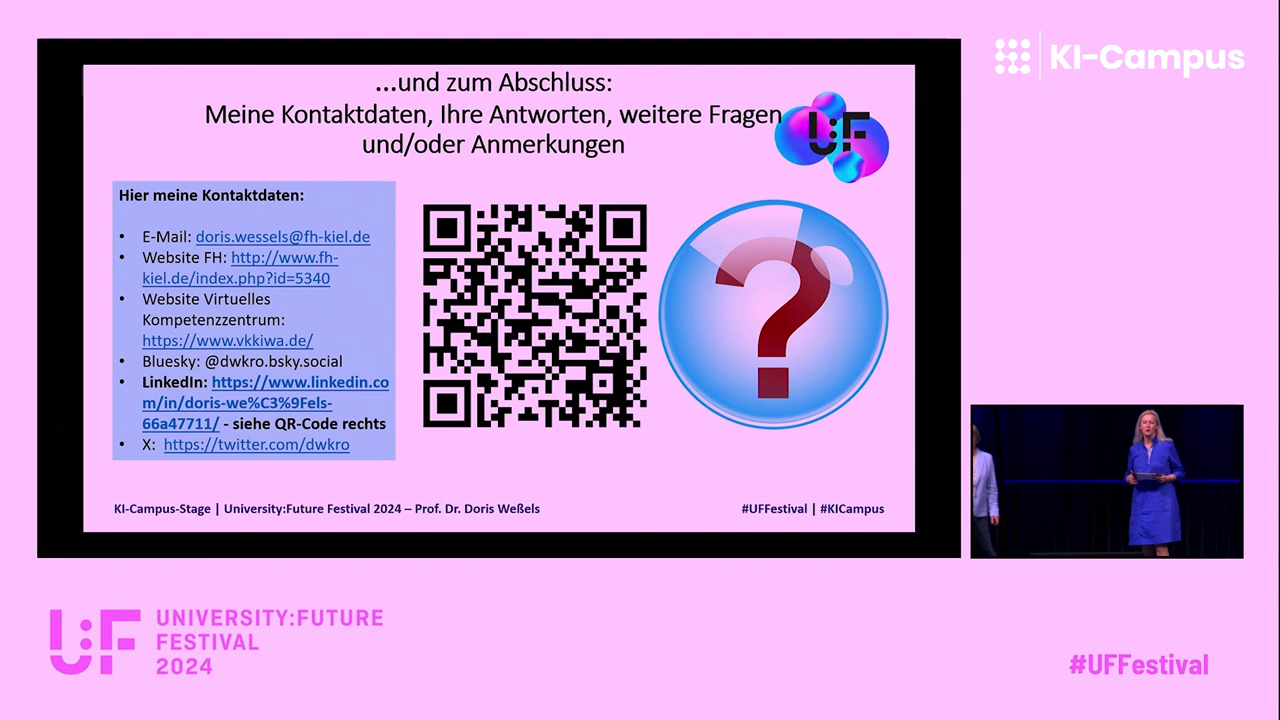 KI-Campus
...und zum Abschluss:
Meine Kontaktdaten, Ihre Antworten, weitere Fragen
und/oder Anmerkungen
U:F
Hier meine Kontaktdaten:
• E-Mail: doris.wessels@fh-kiel.de
• Website FH: http://www.fh-
kiel.de/index.php?id=5340
• Website Virtuelles
Kompetenzzentrum:
https://www.vkkiwa.de/
• Bluesky: @dwkro.bsky.social
• LinkedIn: https://www.linkedin.co
m/in/doris-we%C3%9Fels-
66a47711/ - siehe QR-Code rechts
• X: https://twitter.com/dwkro
?
KI-Campus-Stage | University:Future Festival 2024 – Prof. Dr. Doris Weßels
#UFFestival | #KICampus
U:F
UNIVERSITY:FUTURE
FESTIVAL
2024
#UFFestival